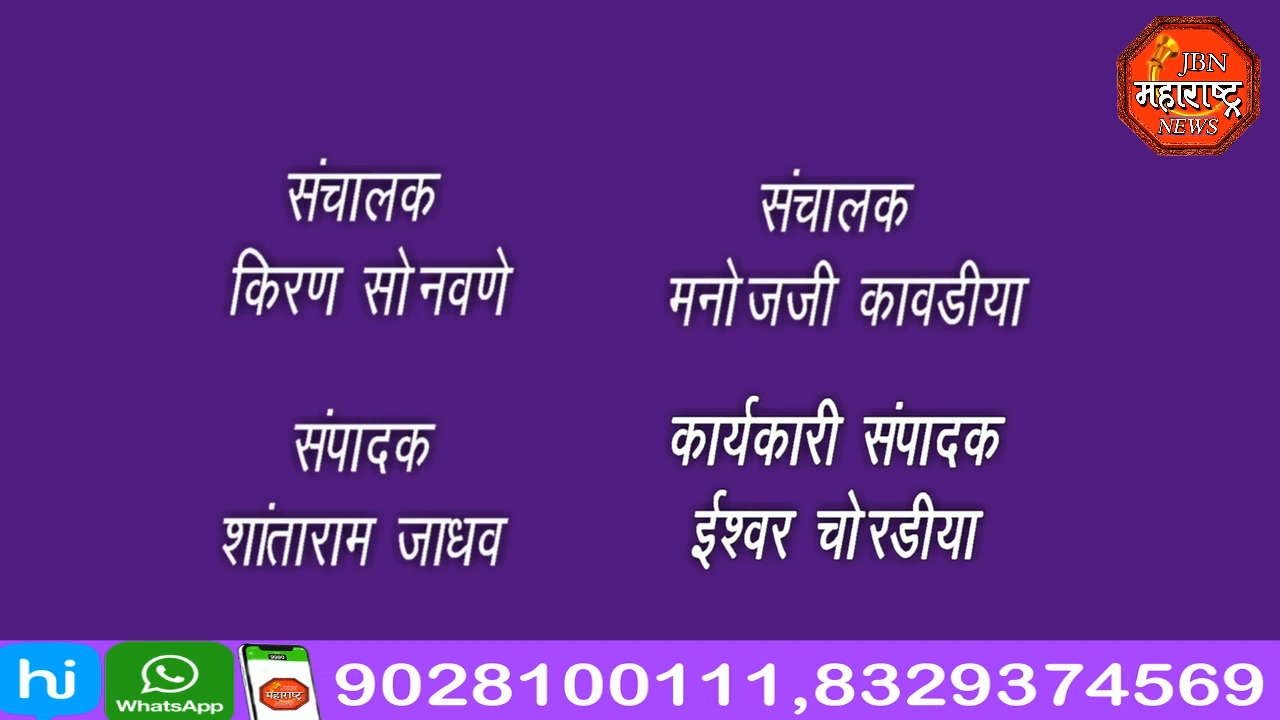 JBN
महाराष्ट्र
NEWS
संचालक
किरण सोनवणे
संचालक
मनोजजी कावडीया
संपादक
शांताराम जाधव
कार्यकारी संपादक
ईश्वर चोरडीया
hi
WhatsApp
महाराष्ट्र
9028100111,8329374569